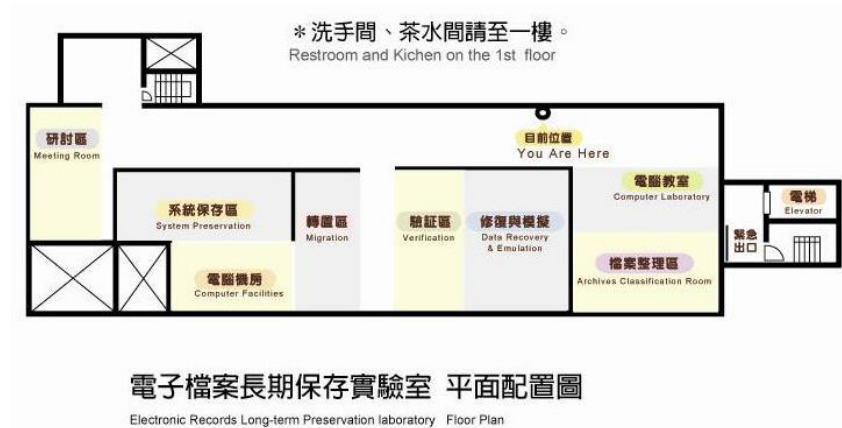 ＊洗手間、茶水間請至一樓。
Restroom and Kichen on the 1st floor
目前位置
You Are Here
研討區
Meeting Room
系統保存區
System Preservation
轉置區
Migration
驗証區
Verification
修復與模擬
Data Recovery
& Emulation
電腦教室
Computer Laboratory
電梯
Elevator
緊急
出口
電腦機房
Computer Facilities
檔案整理區
Archives Classification Room
電子檔案長期保存實驗室 平面配置圖
Electronic Records Long-term Preservation laboratory Floor Plan